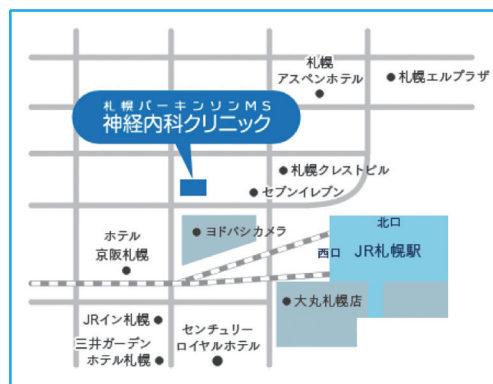 札幌
アスペンホテル
札幌エルプラザ
札幌パーキンソンMS
神経内科クリニック
札幌クレストビル
セブンイレブン
ホテル
京阪札幌
ヨドバシカメラ
北口
西口
JR札幌駅
大丸札幌店
JRイン札幌
三井ガーデン
ホテル札幌
センチュリー
ロイヤルホテル